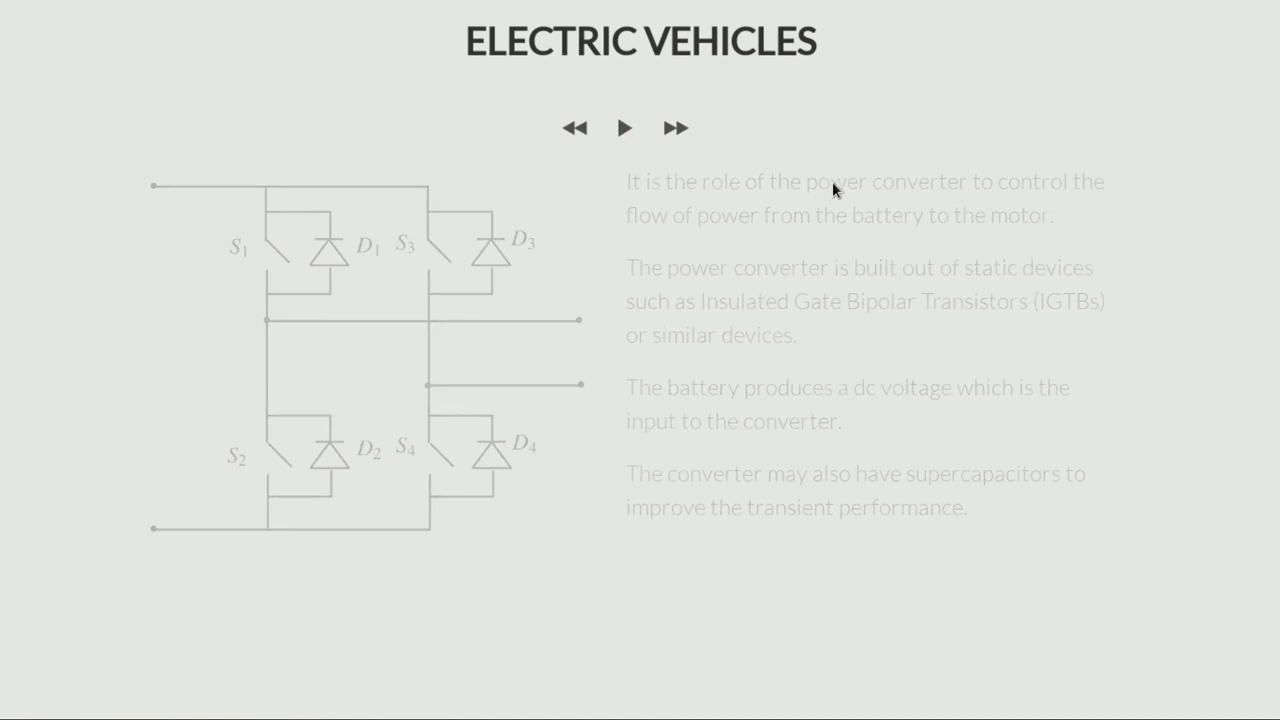 ELECTRIC VEHICLES
It is the role of the power converter to control the
flow of power from the battery to the motor.
The power converter is built out of static devices
such as Insulated Gate Bipolar Transistors (IGTBs)
or similar devices.
The battery produces a dc voltage which is the
input to the converter.
The converter may also have supercapacitors to
improve the transient performance.
S1 D1 S3 D3
S2 D2 S4 D4